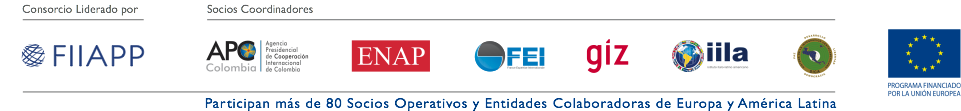 Consorcio Liderado por
Socios Coordinadores
FIIAPP
APC
Colombia
Agencia
Presidencial
de Cooperación
Internacional
de Colombia
ENAP
FEI
giz
iila
PROGRAMA FINANCIADO
POR LA UNIÓN EUROPEA
Participan más de 80 Socios Operativos y Entidades Colaboradoras de Europa y América Latina